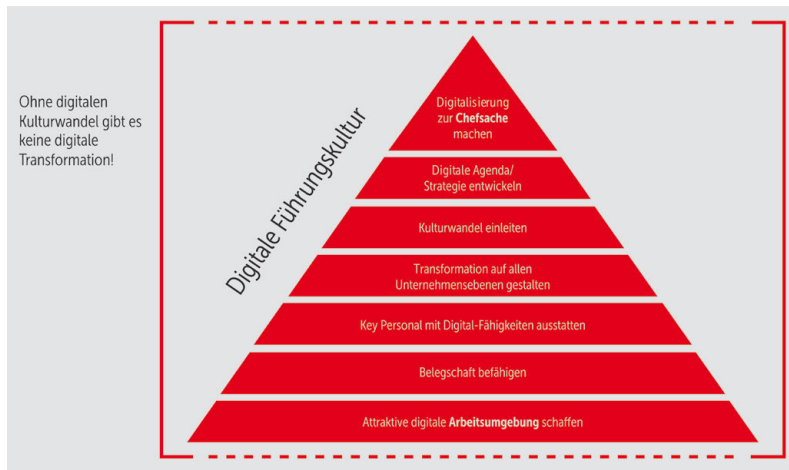 Ohne digitalen
Kulturwandel gibt es
keine digitale
Transformation!
Digitale Führungskultur
Digitalisierung
zur Chefsache
machen
Digitale Agenda/
Strategie entwickeln
Kulturwandel einleiten
Transformation auf allen
Unternehmensebenen gestalten
Key Personal mit Digital-Fähigkeiten ausstatten
Belegschaft befähigen
Attraktive digitale Arbeitsumgebung schaffen